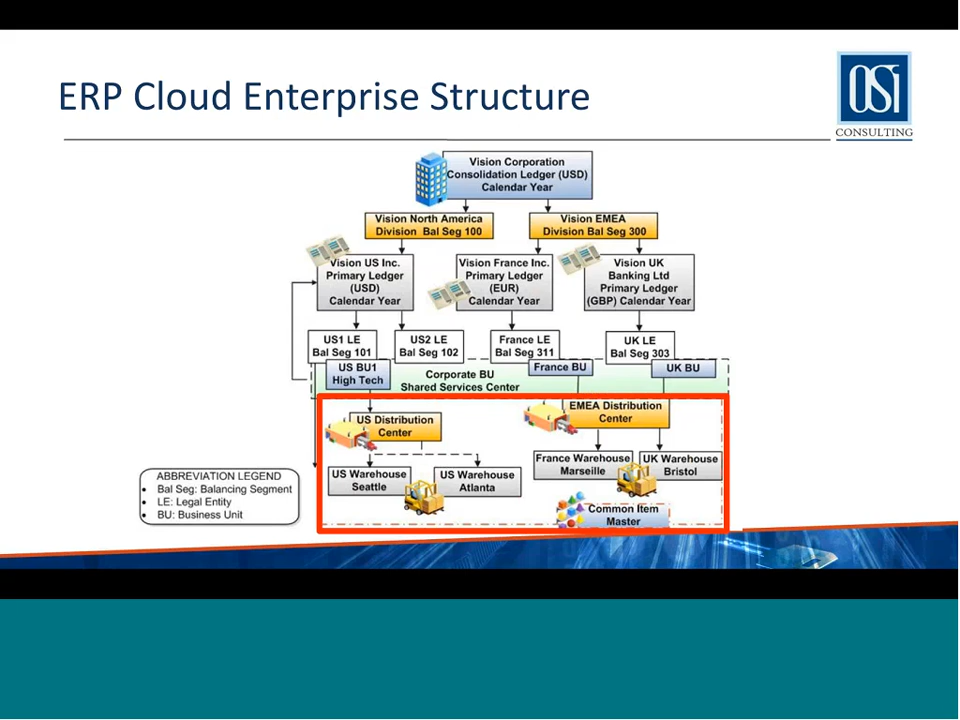 ERP Cloud Enterprise Structure
OSi
CONSULTING
Vision Corporation
Consolidation Ledger (USD)
Calendar Year
Vision North America
Division Bal Seg 100
Vision EMEA
Division Bal Seg 300
Vision US Inc.
Primary Ledger
(USD)
Calendar Year
Vision France Inc.
Primary Ledger
(EUR)
Calendar Year
Vision UK
Banking Ltd
Primary Ledger
(GBP) Calendar Year
US1 LE
Bal Seg 101
US2 LE
Bal Seg 102
France LE
Bal Seg 311
UK LE
Bal Seg 303
US BU1
High Tech
Corporate BU
Shared Services Center
France BU
UK BU
US Distribution
Center
EMEA Distribution
Center
US Warehouse
Seattle
US Warehouse
Atlanta
France Warehouse
Marseille
UK Warehouse
Bristol
Common Item
Master
ABBREVIATION LEGEND
• Bal Seg: Balancing Segment
• LE: Legal Entity
• BU: Business Unit